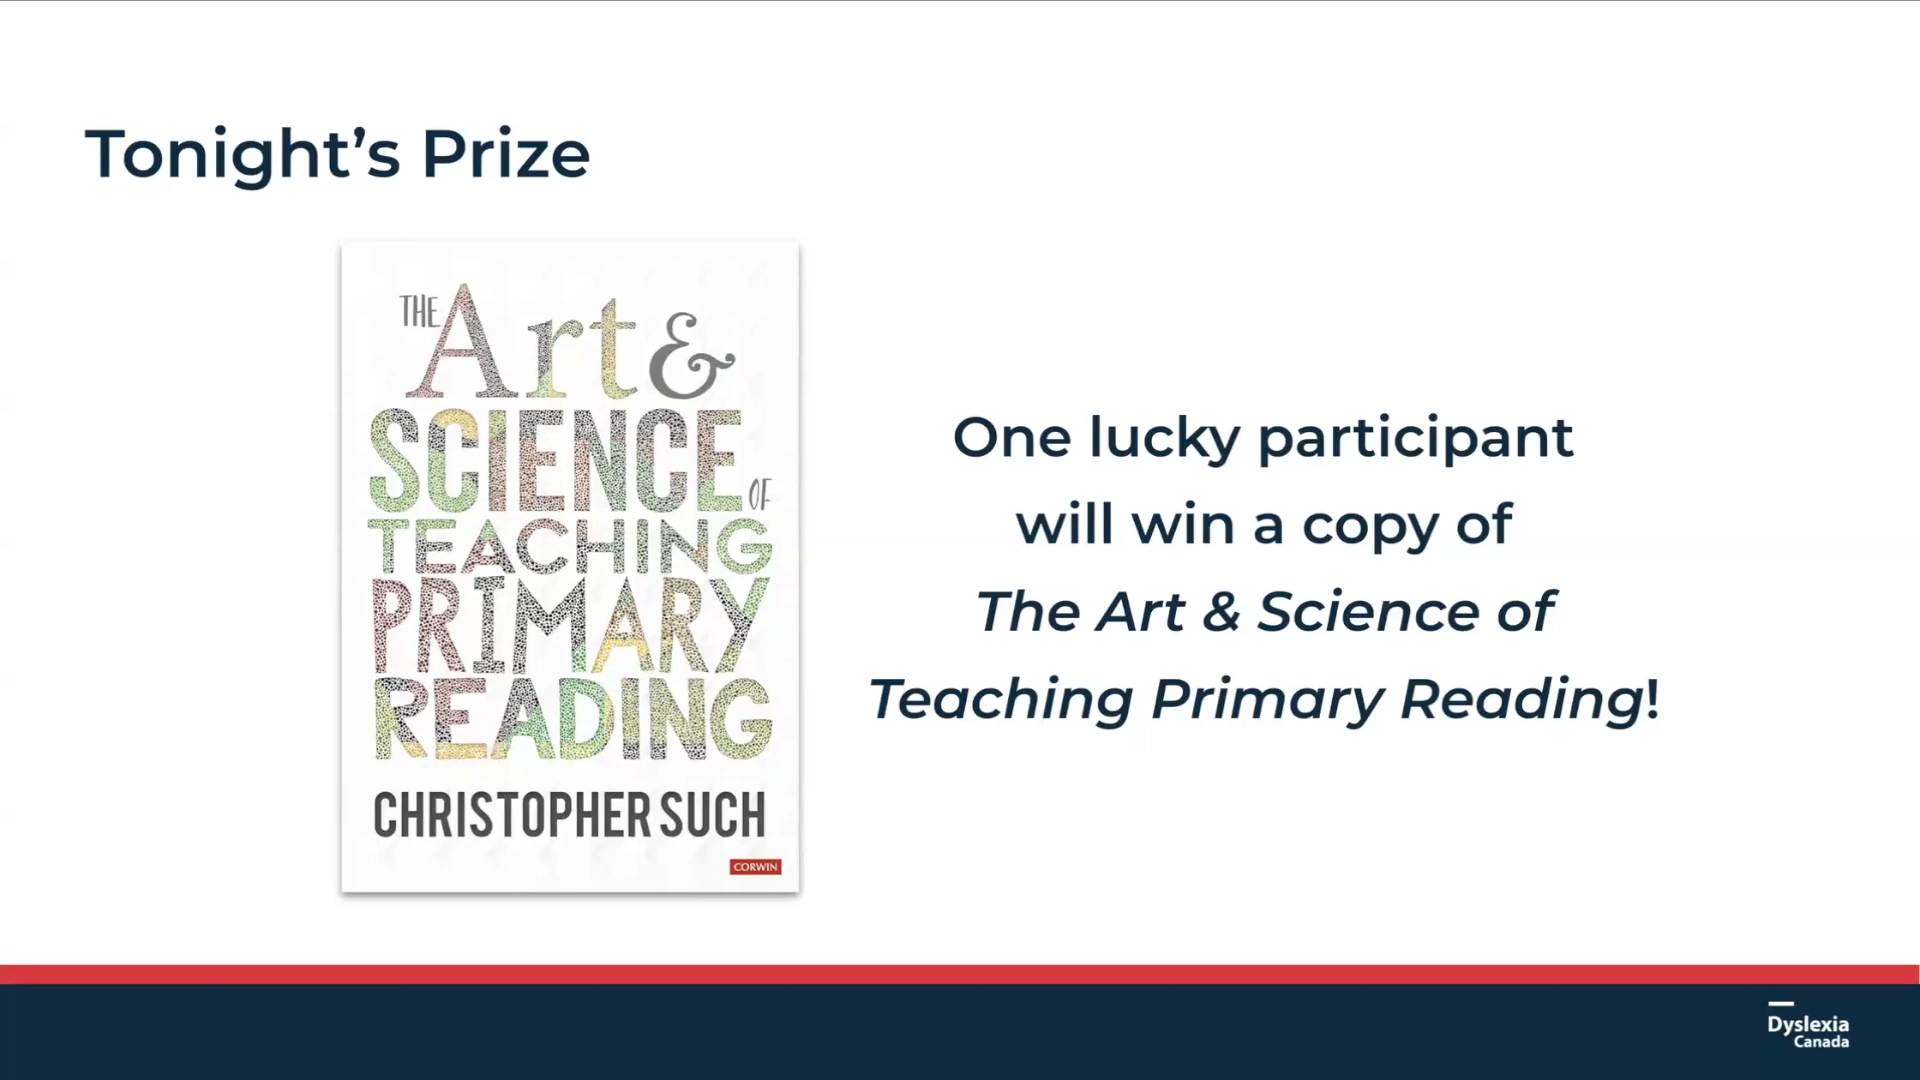 Tonight’s Prize
THE Art &
SCIENCE OF
TEACHING
PRIMARY
READING
CHRISTOPHER SUCH
CORWIN
One lucky participant
will win a copy of
The Art & Science of
Teaching Primary Reading!
Dyslexia
Canada